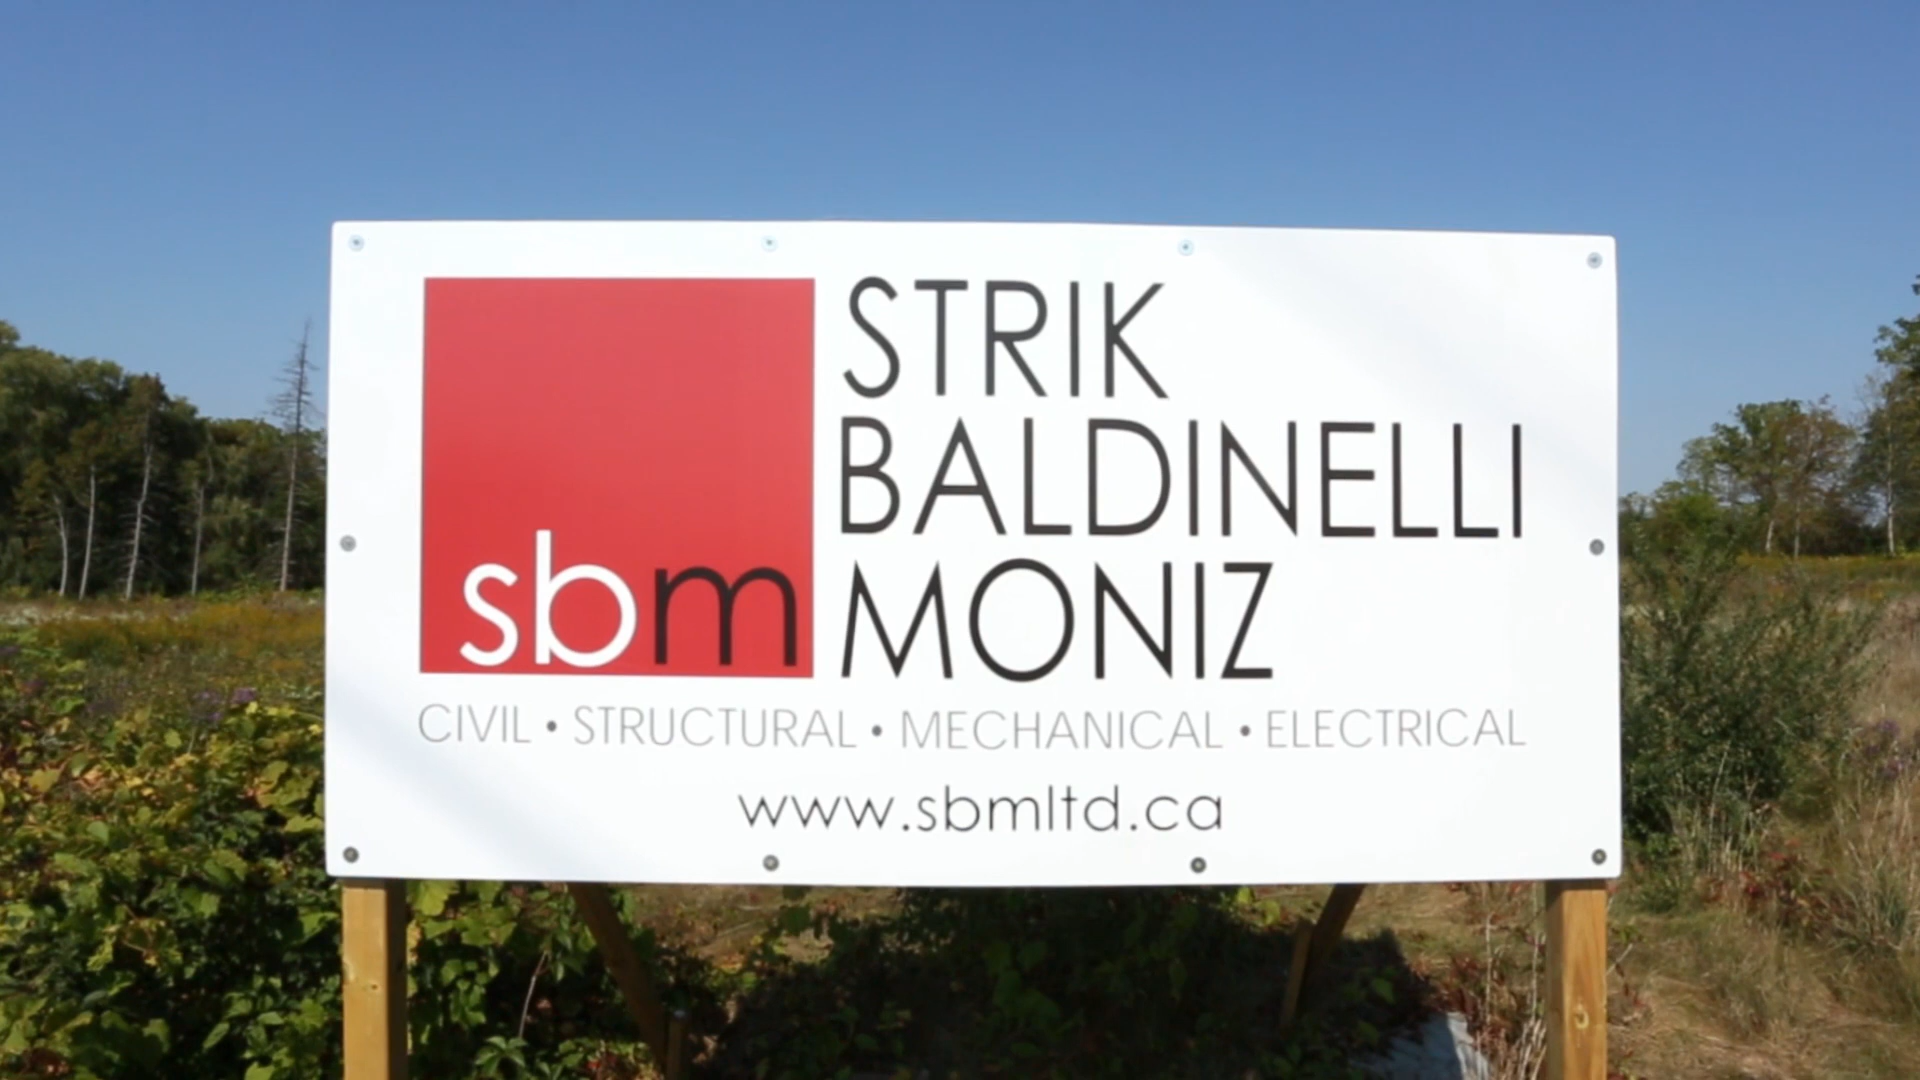 sbm
STRIK
BALDINELLI
MONIZ
CIVIL • STRUCTURAL • MECHANICAL • ELECTRICAL
www.sbmltd.ca